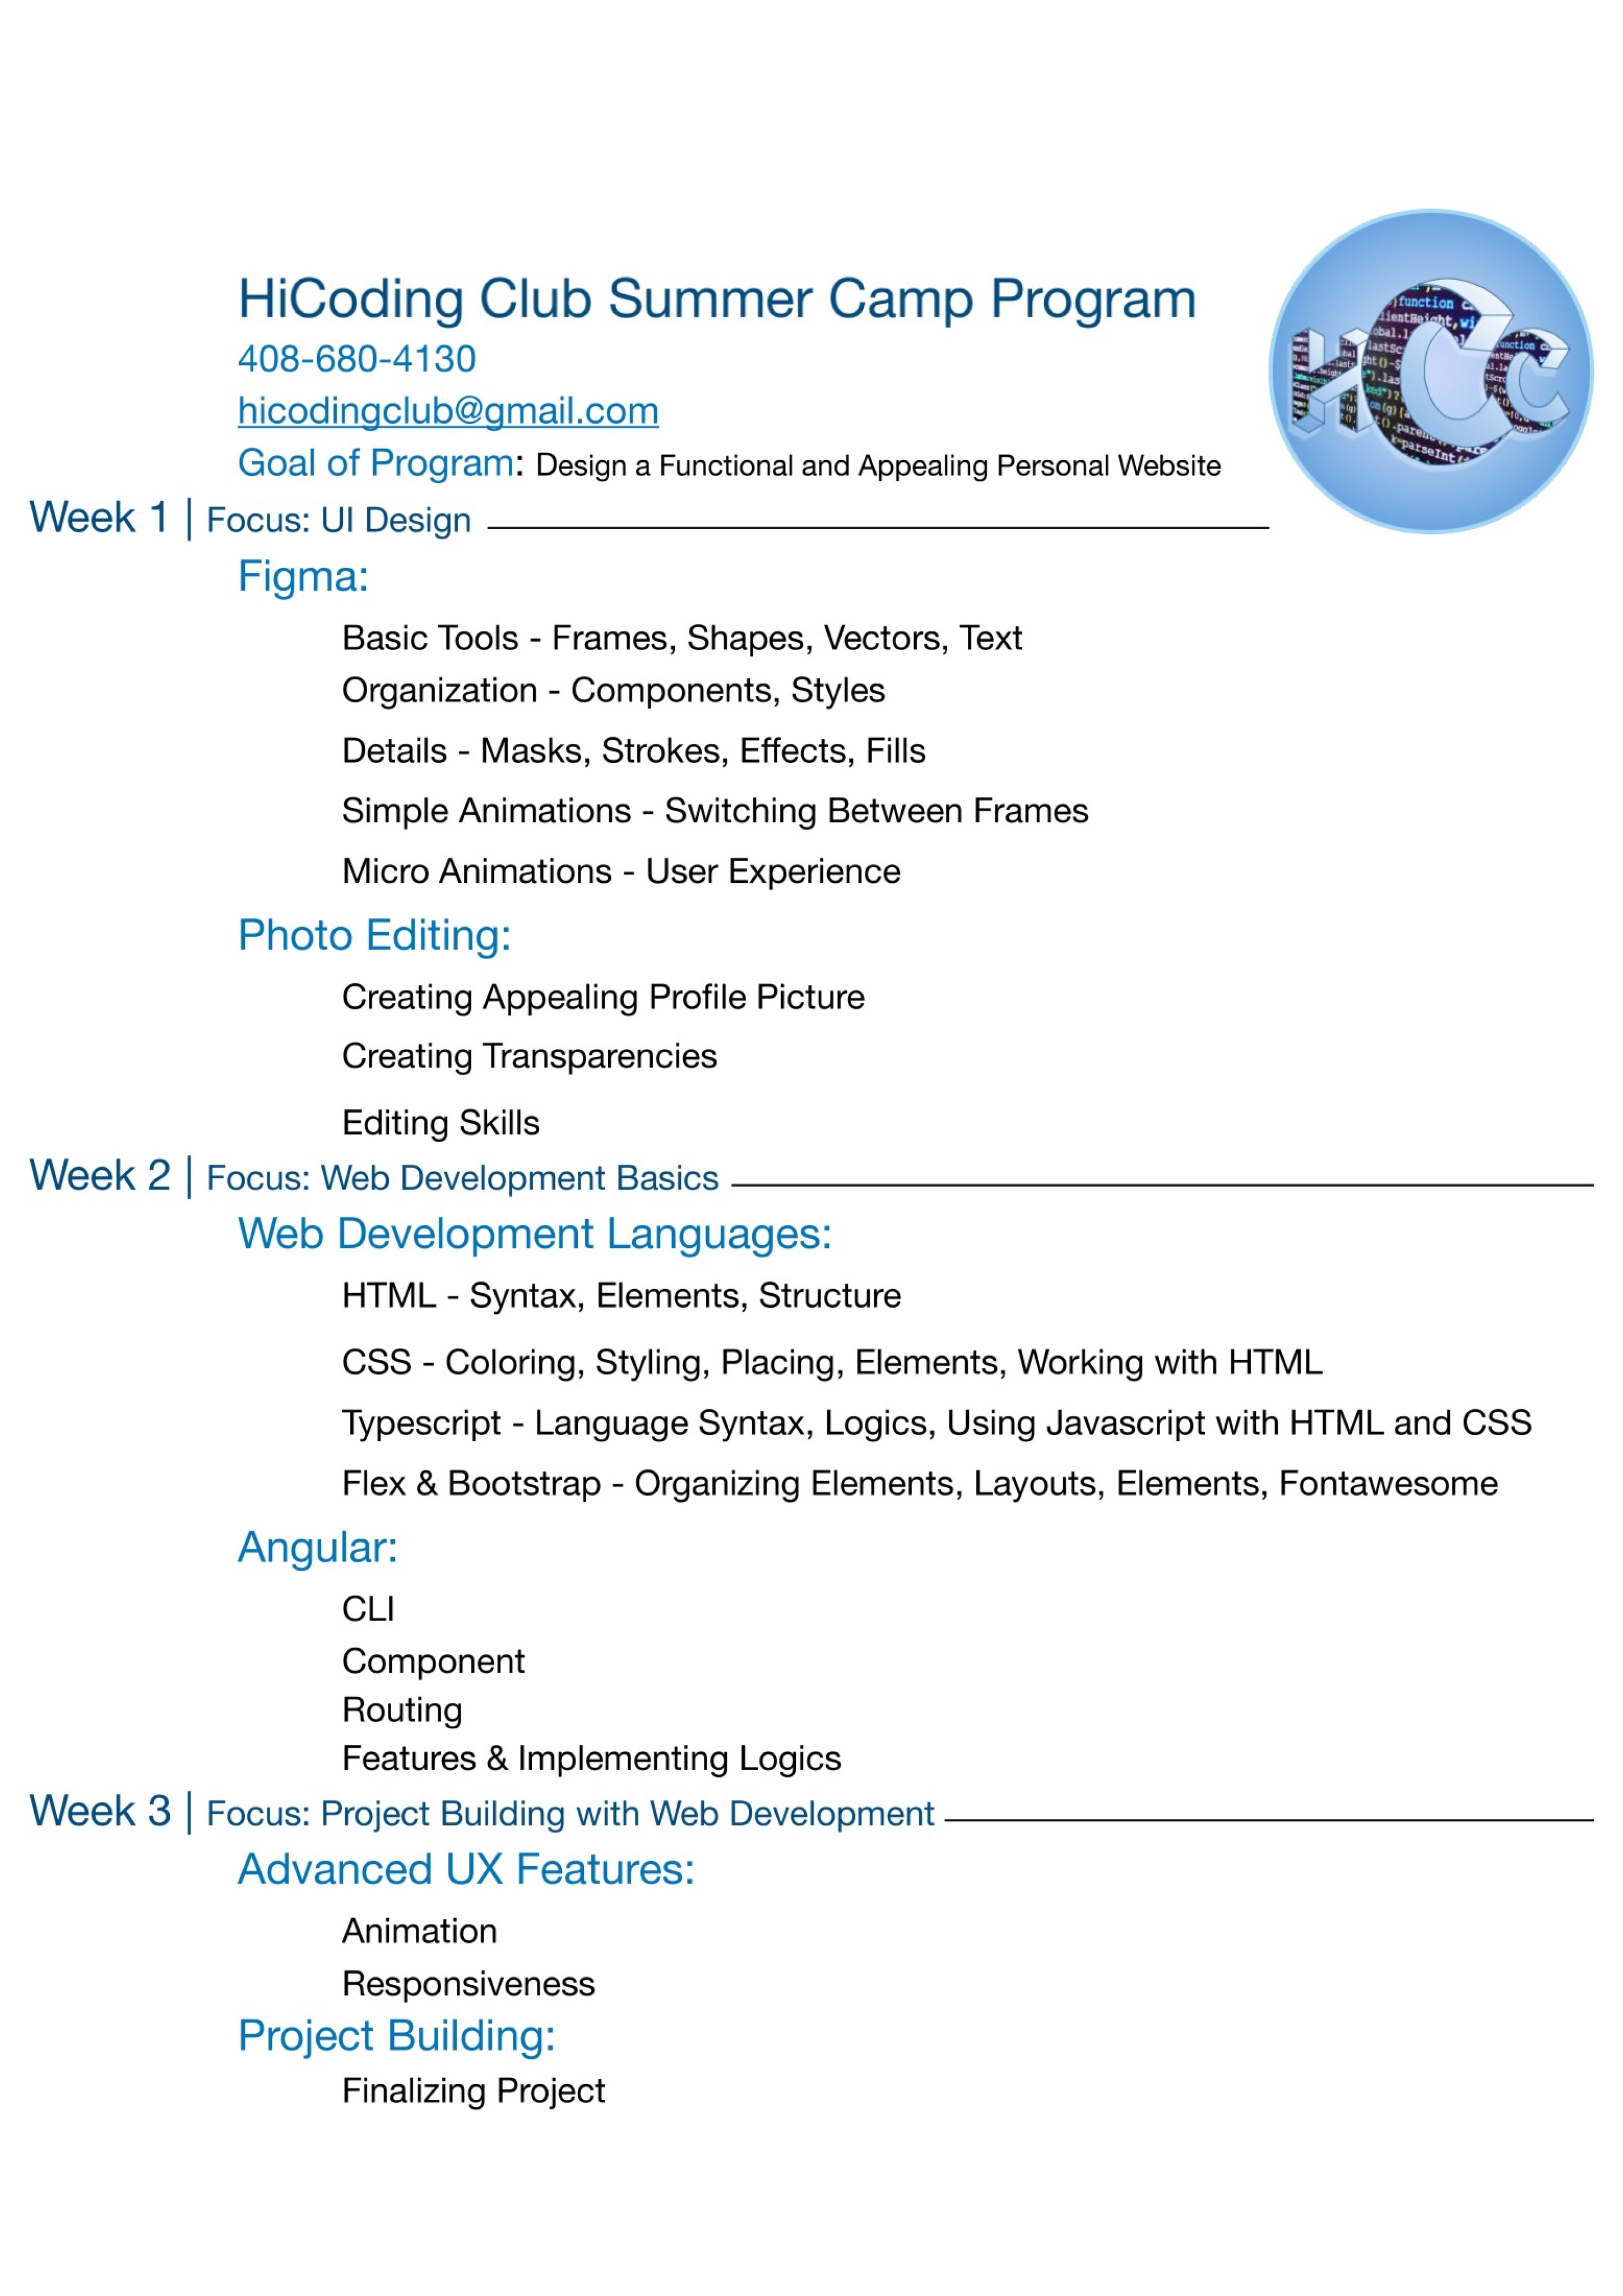 HiCoding Club Summer Camp Program
408-680-4130
hicodingclub@gmail.com
Goal of Program: Design a Functional and Appealing Personal Website
HCC
Week 1 | Focus: UI Design
Figma:
Basic Tools - Frames, Shapes, Vectors, Text
Organization - Components, Styles
Details - Masks, Strokes, Effects, Fills
Simple Animations - Switching Between Frames
Micro Animations - User Experience
Photo Editing:
Creating Appealing Profile Picture
Creating Transparencies
Editing Skills
Week 2 | Focus: Web Development Basics
Web Development Languages:
HTML - Syntax, Elements, Structure
CSS - Coloring, Styling, Placing, Elements, Working with HTML
Typescript - Language Syntax, Logics, Using Javascript with HTML and CSS
Flex & Bootstrap - Organizing Elements, Layouts, Elements, Fontawesome
Angular:
CLI
Component
Routing
Features & Implementing Logics
Week 3 | Focus: Project Building with Web Development
Advanced UX Features:
Animation
Responsiveness
Project Building:
Finalizing Project